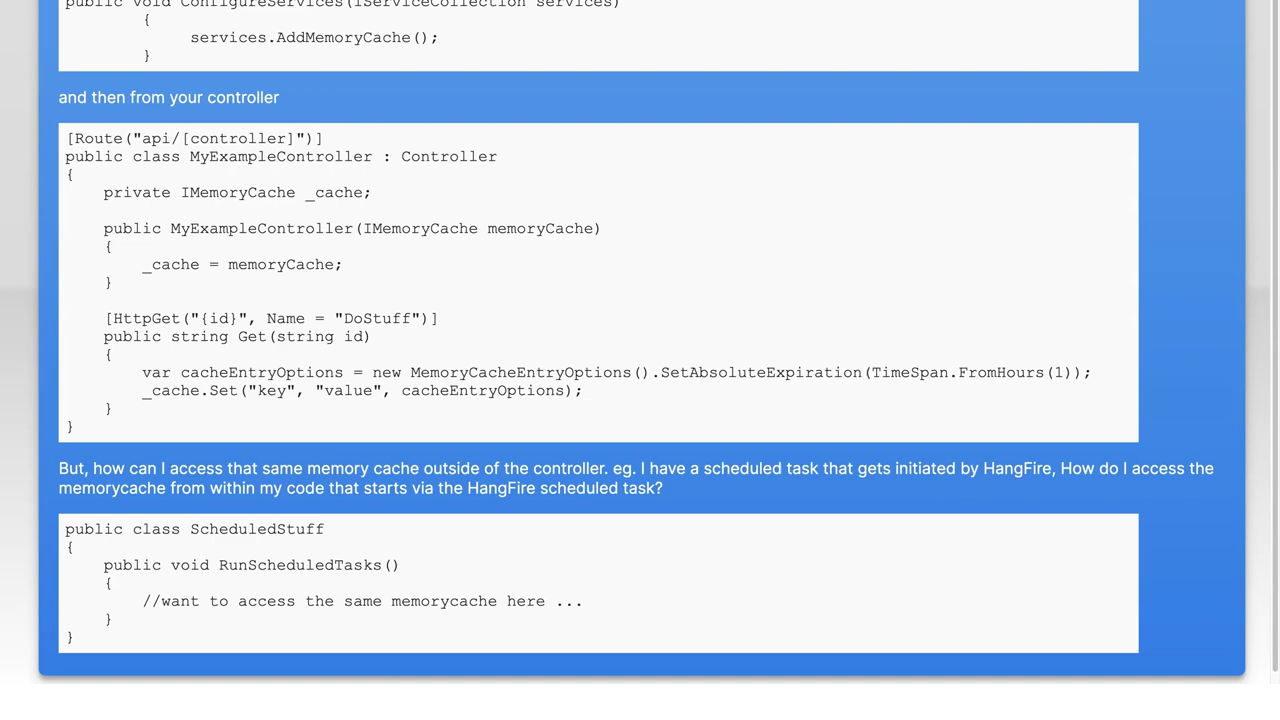 public void ConfigureServices(IServiceCollection services)
{
services.AddMemoryCache();
}
and then from your controller
[Route("api/[controller]")]
public class MyExampleController : Controller
{
private IMemoryCache _cache;
public MyExampleController(IMemoryCache memoryCache)
{
_cache = memoryCache;
}
[HttpGet("{id}", Name = "DoStuff")]
public string Get(string id)
{
var cacheEntryOptions = new MemoryCacheEntryOptions().SetAbsoluteExpiration(TimeSpan.FromHours(1));
_cache.Set("key", "value", cacheEntryOptions);
}
}
But, how can I access that same memory cache outside of the controller. eg. I have a scheduled task that gets initiated by HangFire, How do I access the
memorycache from within my code that starts via the HangFire scheduled task?
public class ScheduledStuff
{
public void RunScheduledTasks()
{
//want to access the same memorycache here ...
}
}